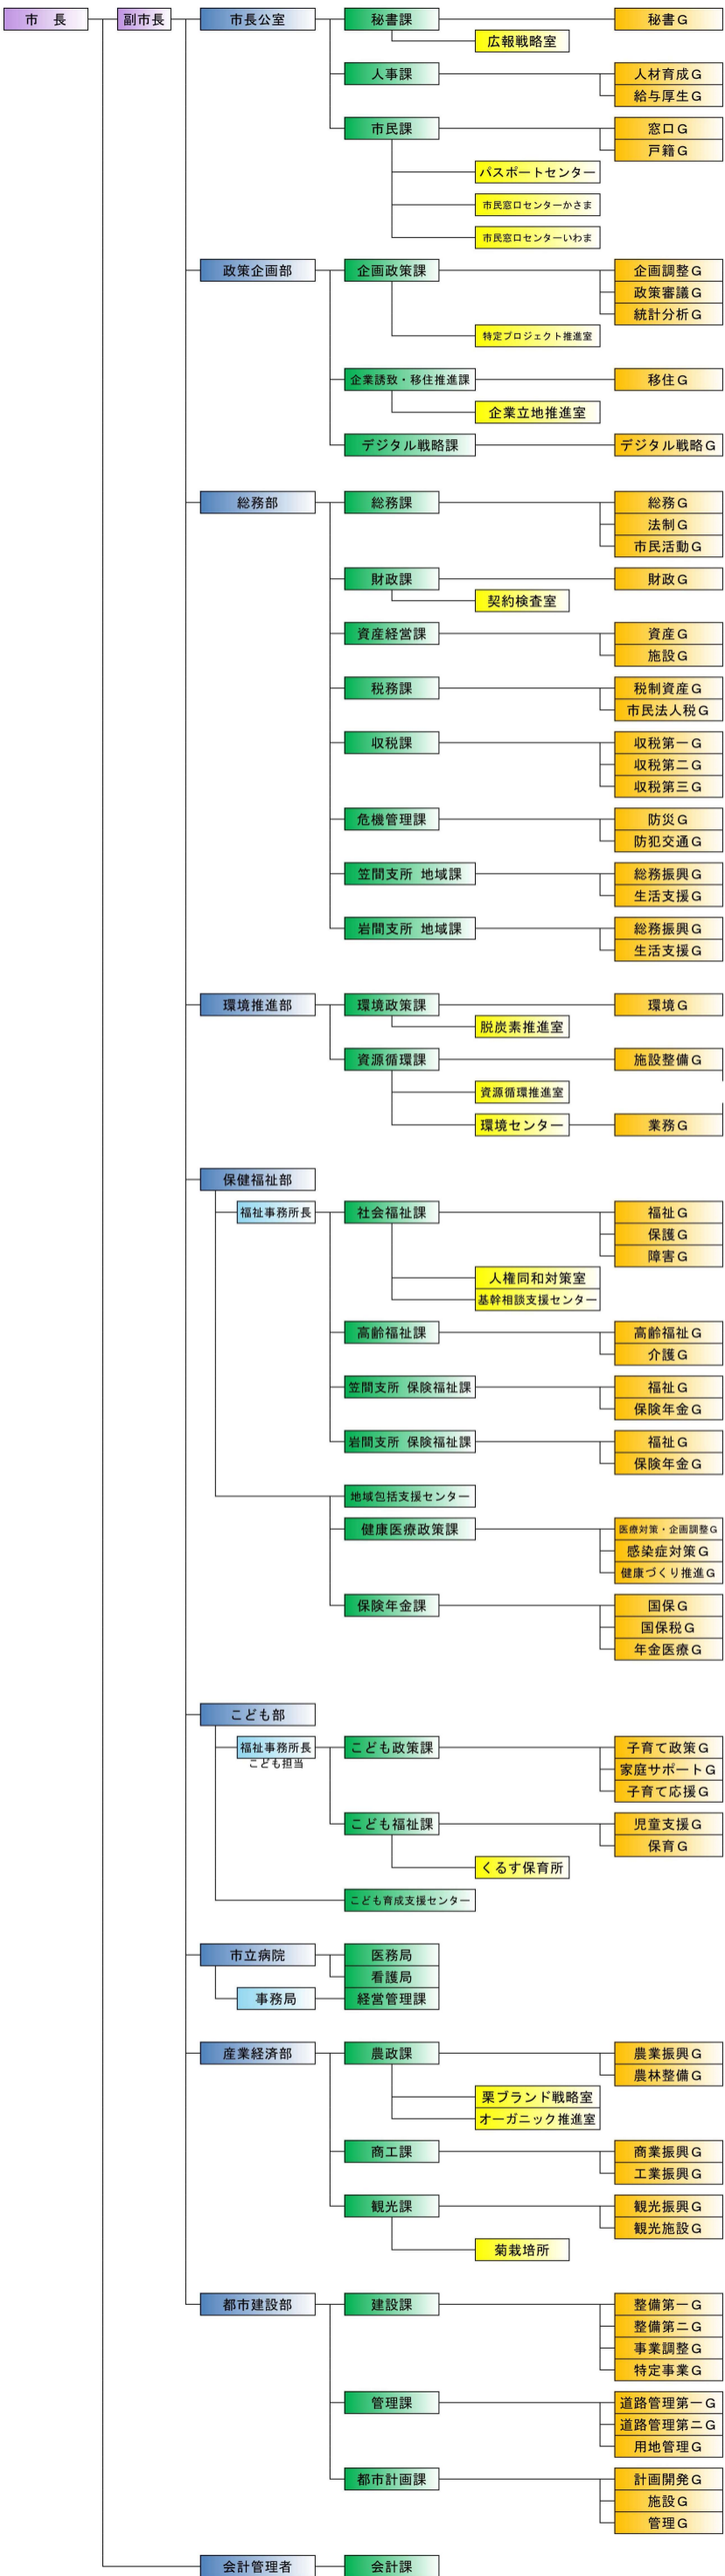 市　長 副市長 市長公室 秘書課 秘書Ｇ
広報戦略室
人事課 人材育成Ｇ
給与厚生Ｇ
市民課 窓口Ｇ
戸籍Ｇ
パスポートセンター
市民窓口センターかさま
市民窓口センターいわま
政策企画部 企画政策課 企画調整Ｇ
政策審議Ｇ
統計分析Ｇ
特定プロジェクト推進室
企業誘致・移住推進課 移住Ｇ
企業立地推進室
デジタル戦略課 デジタル戦略Ｇ
総務部 総務課 総務Ｇ
法制Ｇ
市民活動Ｇ
財政課 財政Ｇ
契約検査室
資産経営課 資産Ｇ
施設Ｇ
税務課 税制資産Ｇ
市民法人税Ｇ
収税課 収税第一Ｇ
収税第二Ｇ
収税第三Ｇ
危機管理課 防災Ｇ
防犯交通Ｇ
笠間支所 地域課 総務振興Ｇ
生活支援Ｇ
岩間支所 地域課 総務振興Ｇ
生活支援Ｇ
環境推進部 環境政策課 環境Ｇ
脱炭素推進室
資源循環課 施設整備Ｇ
資源循環推進室
環境センター 業務Ｇ
保健福祉部
福祉事務所長 社会福祉課 福祉Ｇ
保護Ｇ
障害Ｇ
人権同和対策室
基幹相談支援センター
高齢福祉課 高齢福祉Ｇ
介護Ｇ
笠間支所 保険福祉課 福祉Ｇ
保険年金Ｇ
岩間支所 保険福祉課 福祉Ｇ
保険年金Ｇ
地域包括支援センター
健康医療政策課 医療対策・企画調整Ｇ
感染症対策Ｇ
健康づくり推進Ｇ
保険年金課 国保Ｇ
国保税Ｇ
年金医療Ｇ
こども部
福祉事務所長 こども政策課 子育て政策Ｇ
こども担当
家庭サポートＧ
子育て応援Ｇ
こども福祉課 児童支援Ｇ
保育Ｇ
くるす保育所
こども育成支援センター
市立病院 医務局
看護局
事務局 経営管理課
産業経済部 農政課 農業振興Ｇ
農林整備Ｇ
栗ブランド戦略室
オーガニック推進室
商工課 商業振興Ｇ
工業振興Ｇ
観光課 観光振興Ｇ
観光施設Ｇ
菊栽培所
都市建設部 建設課 整備第一Ｇ
整備第二Ｇ
事業調整Ｇ
特定事業Ｇ
管理課 道路管理第一Ｇ
道路管理第二Ｇ
用地管理Ｇ
都市計画課 計画開発Ｇ
施設Ｇ
管理Ｇ
会計管理者 会計課